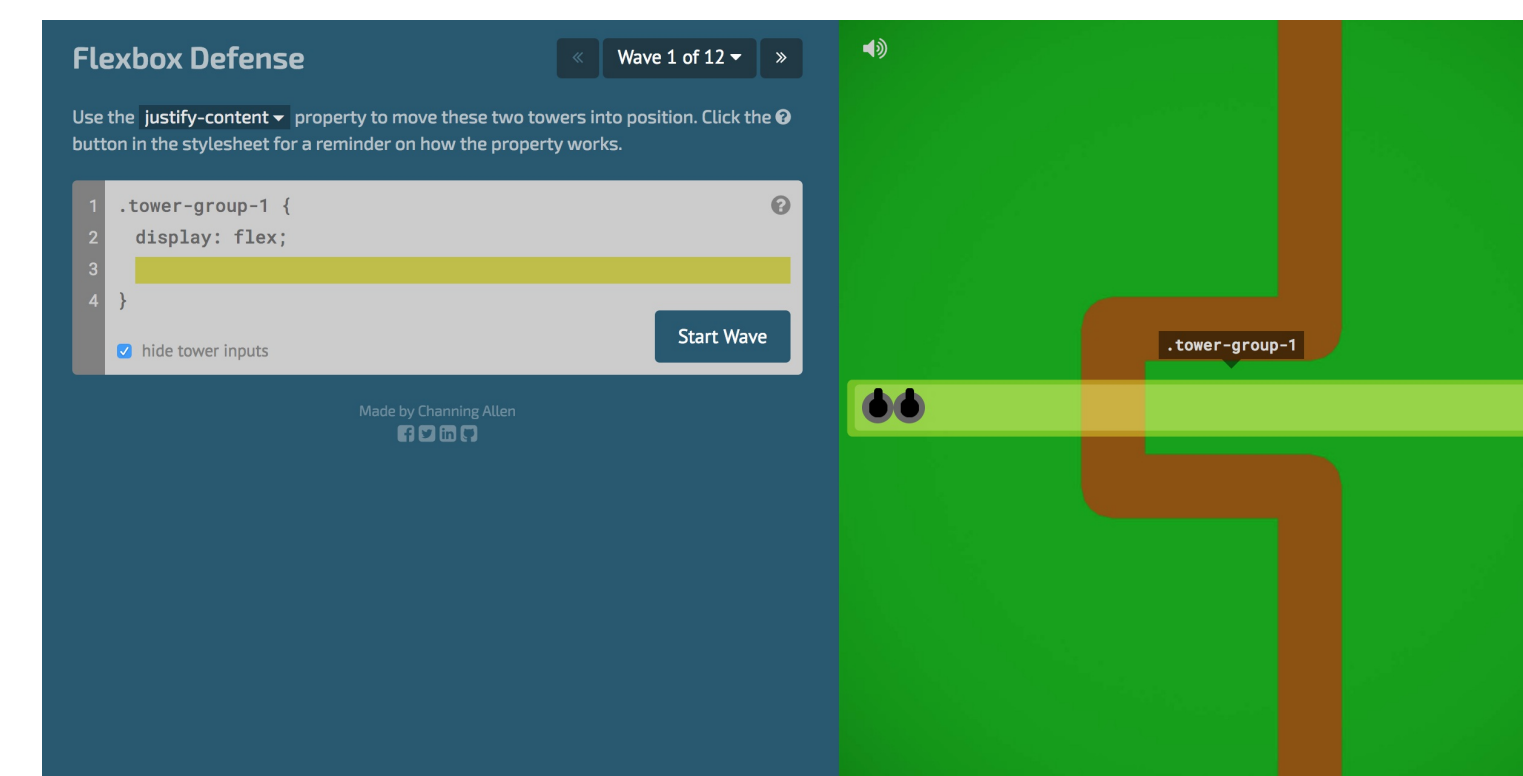 Flexbox Defense
« Wave 1 of 12 »
Use the justify-content property to move these two towers into position. Click the ?
button in the stylesheet for a reminder on how the property works.
1 .tower-group-1 { ?
2 display: flex;
3
4 }
hide tower inputs
Start Wave
Made by Channing Allen
.tower-group-1